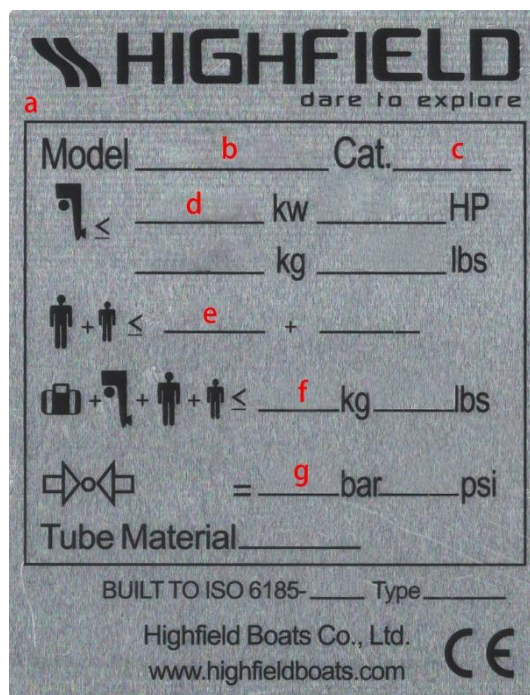 HIGHFIELD
dare to explore
a
Model b Cat. c
≤ d kw HP
kg lbs
+ ≤ e +
+ + + ≤ f kg lbs
= g bar psi
Tube Material
BUILT TO ISO 6185- Type
Highfield Boats Co., Ltd.
www.highfieldboats.com CE